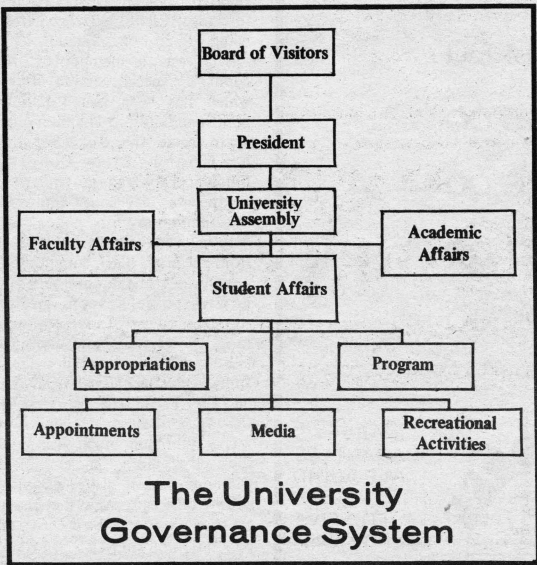 Board of Visitors
President
University
Assembly
Faculty Affairs
Academic
Affairs
Student Affairs
Appropriations
Program
Appointments
Media
Recreational
Activities
The University
Governance System